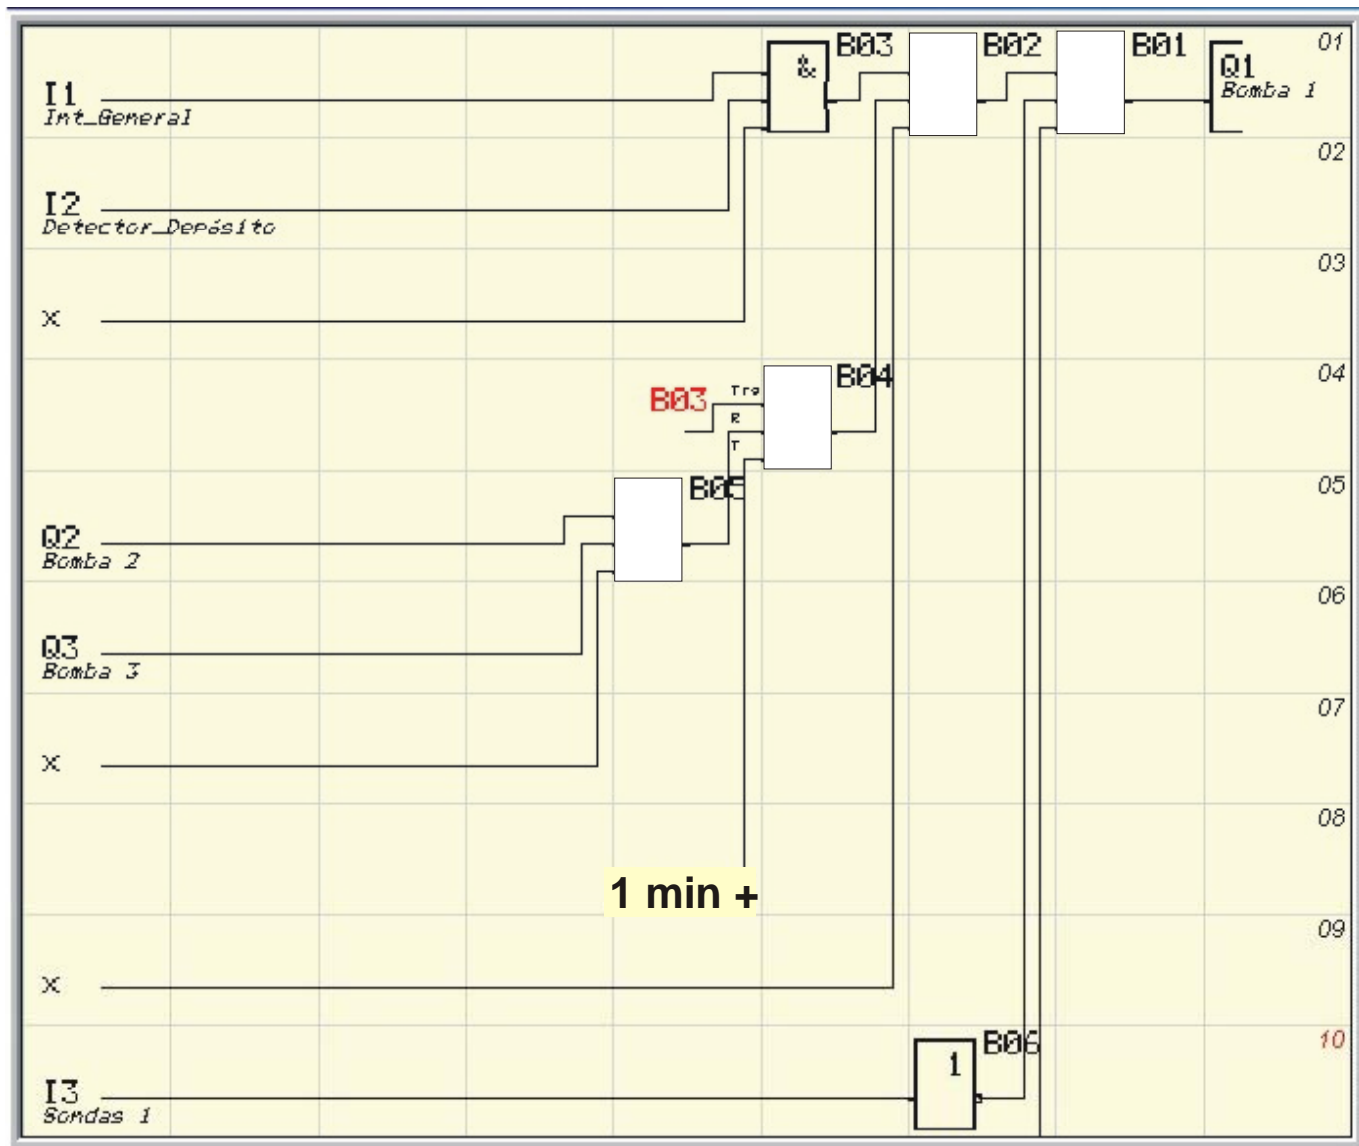 & B03 B02 B01 Q1 01
Bomba 1
I1
Int_General
02
I2
Detector_Depósito
03
x
04
B03 Trg B04
R
T
B05 05
Q2
Bomba 2
06
Q3
Bomba 3
07
x
08
1 min +
09
x
10
1 B06
I3
Sondas 1